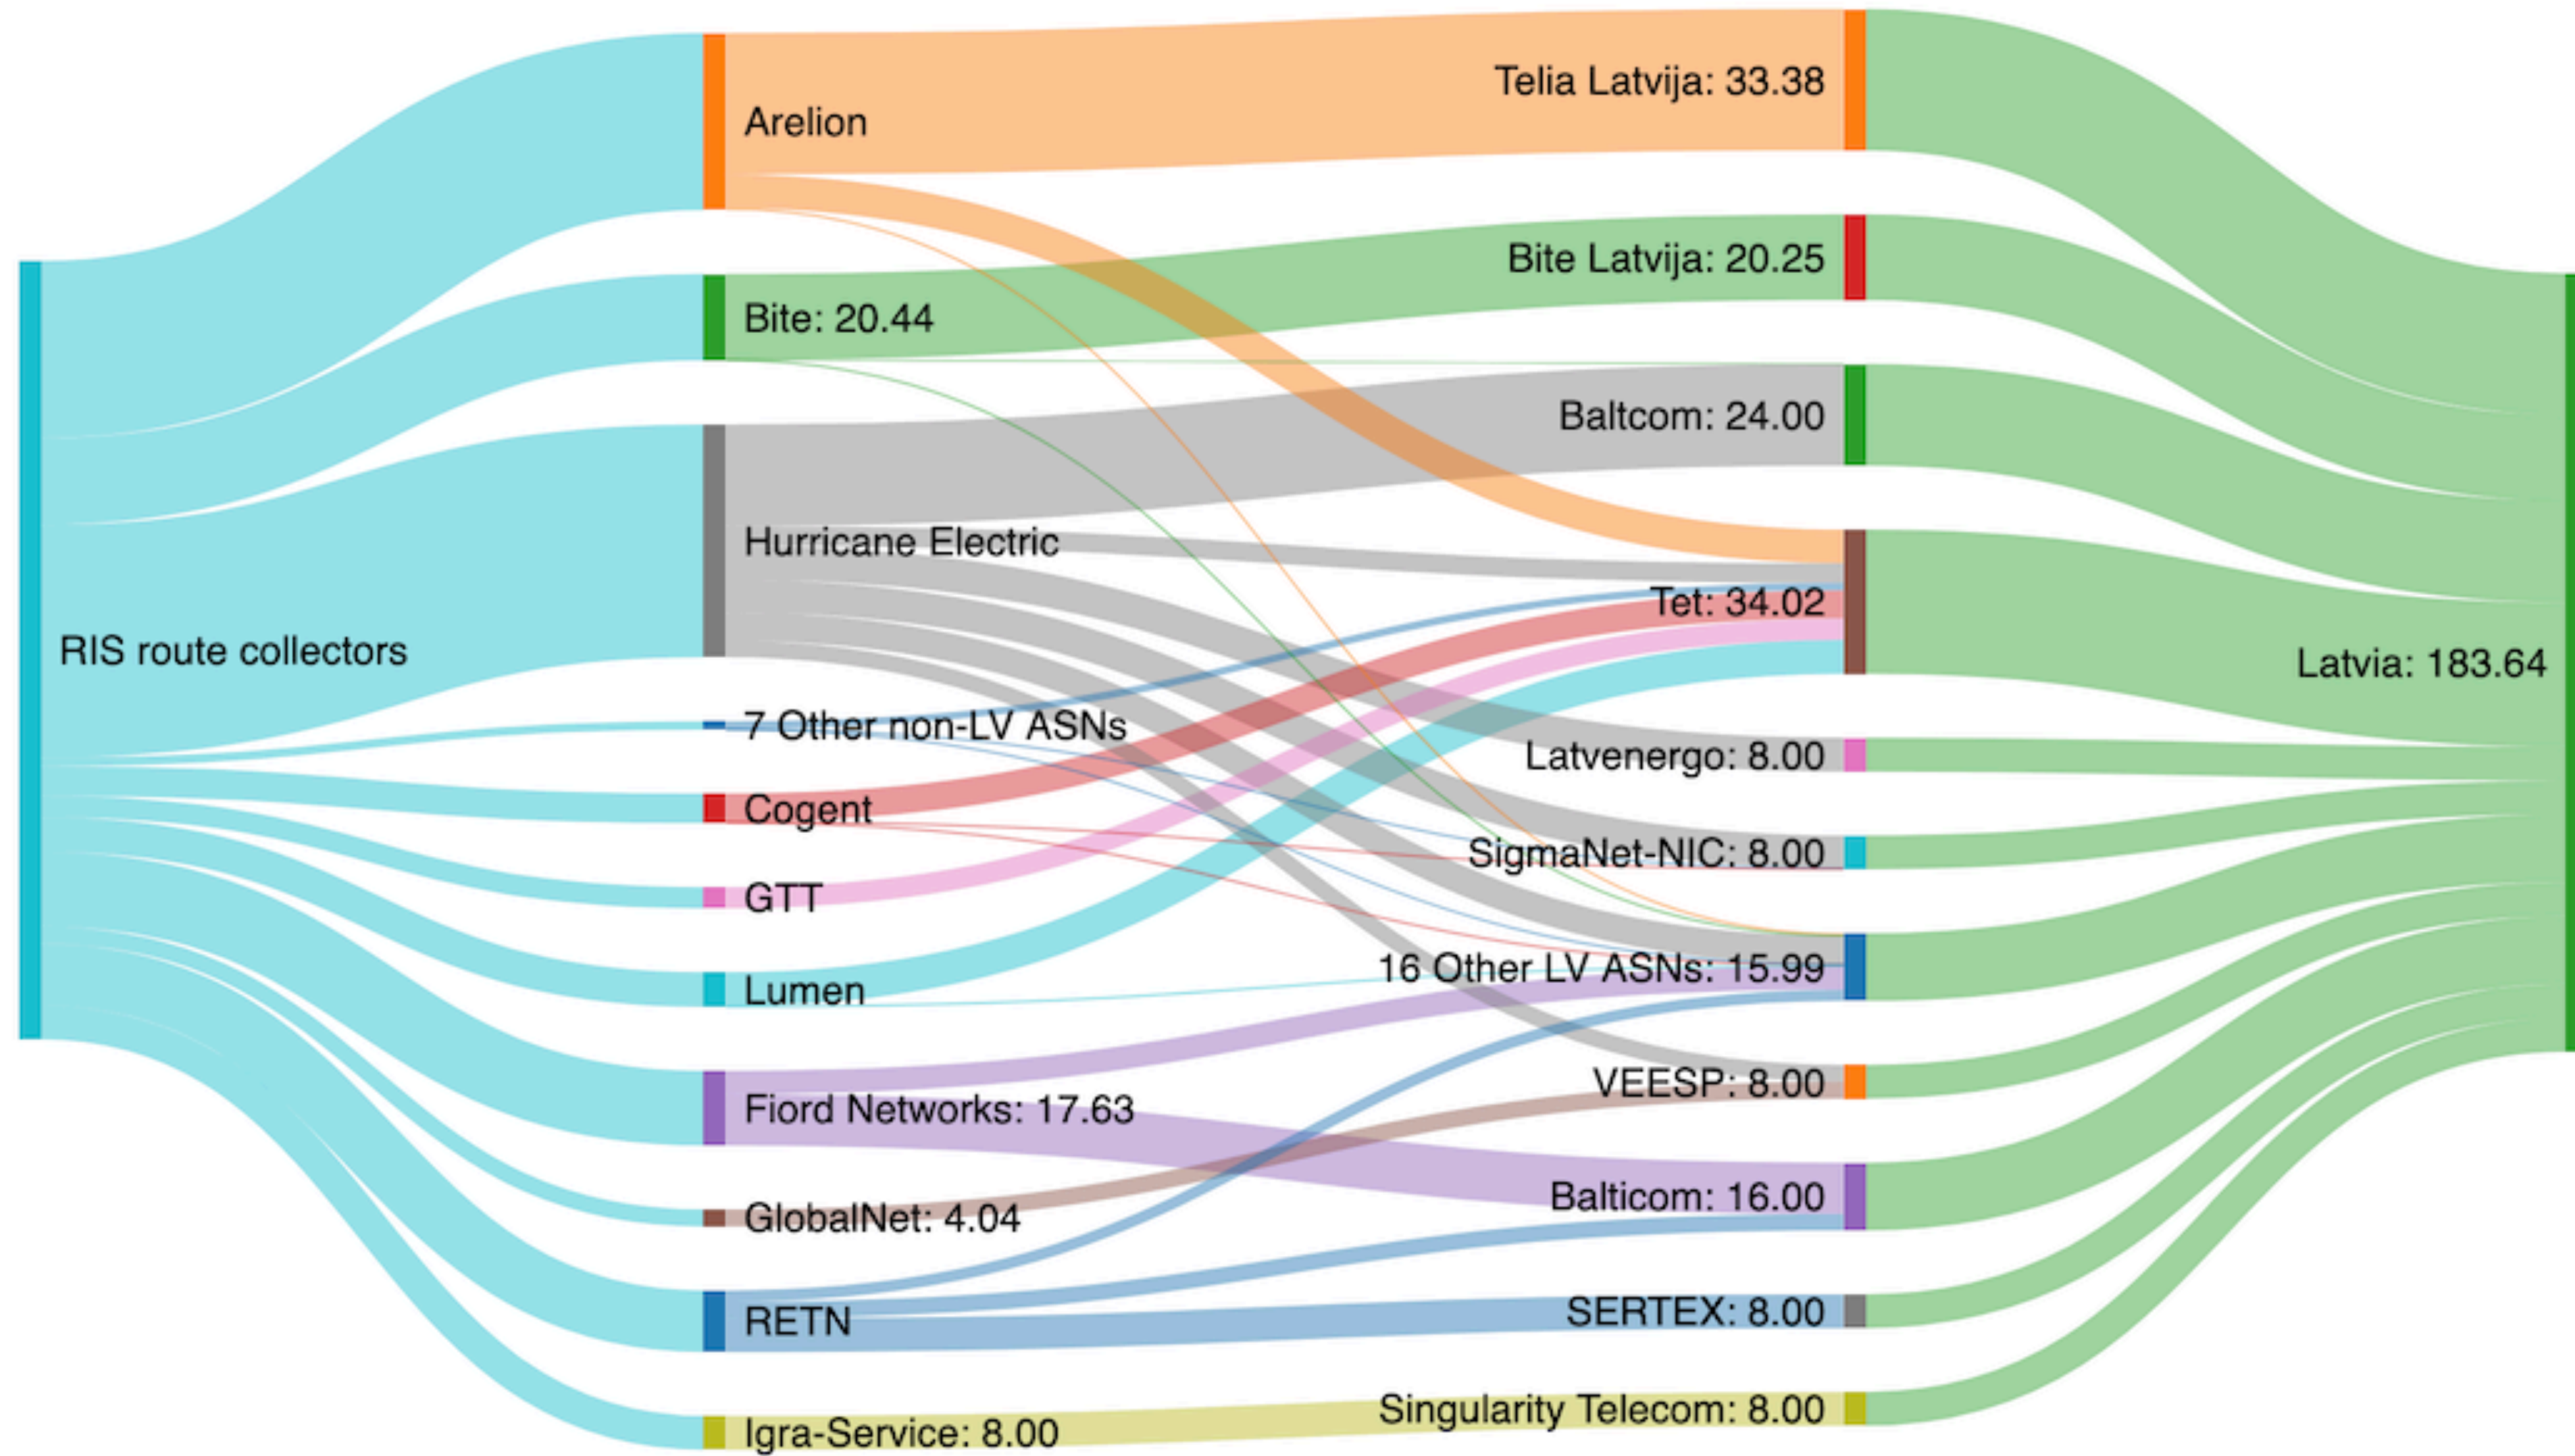 RIS route collectors
Arelion
Bite: 20.44
Hurricane Electric
7 Other non-LV ASNs
Cogent
GTT
Lumen
Fiord Networks: 17.63
GlobalNet: 4.04
RETN
Igra-Service: 8.00
Telia Latvija: 33.38
Bite Latvija: 20.25
Baltcom: 24.00
Tet: 34.02
Latvenergo: 8.00
SigmaNet-NIC: 8.00
16 Other LV ASNs: 15.99
VEESP: 8.00
Balticom: 16.00
SERTEX: 8.00
Singularity Telecom: 8.00
Latvia: 183.64